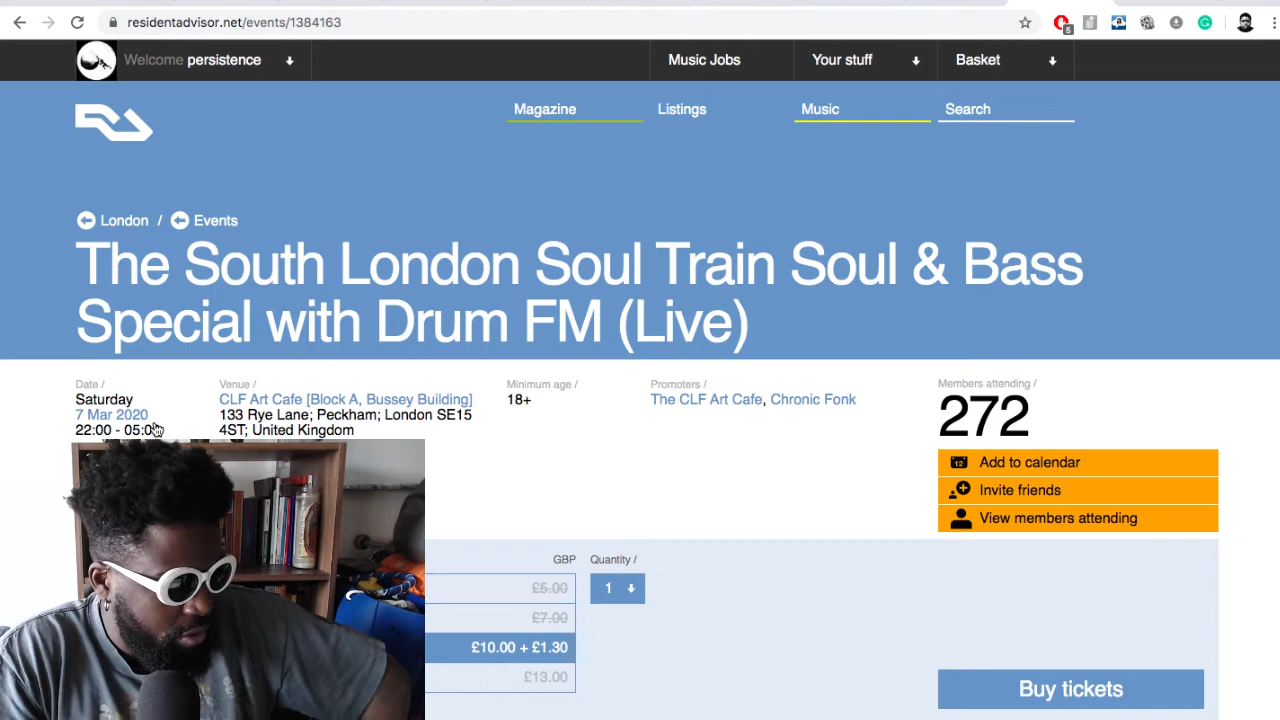 residentadvisor.net/events/1384163
5
Welcome persistence
Music Jobs
Your stuff
Basket
Magazine
Listings
Music
Search
London / Events
The South London Soul Train Soul & Bass
Special with Drum FM (Live)
Date /
Saturday
7 Mar 2020
22:00 - 05:00
Venue /
CLF Art Cafe [Block A, Bussey Building]
133 Rye Lane; Peckham; London SE15
4ST; United Kingdom
Minimum age /
18+
Promoters /
The CLF Art Cafe, Chronic Fonk
Members attending /
272
12
Add to calendar
Invite friends
View members attending
GBP
Quantity /
£5.00
1
£7.00
£10.00 + £1.30
£13.00
Buy tickets